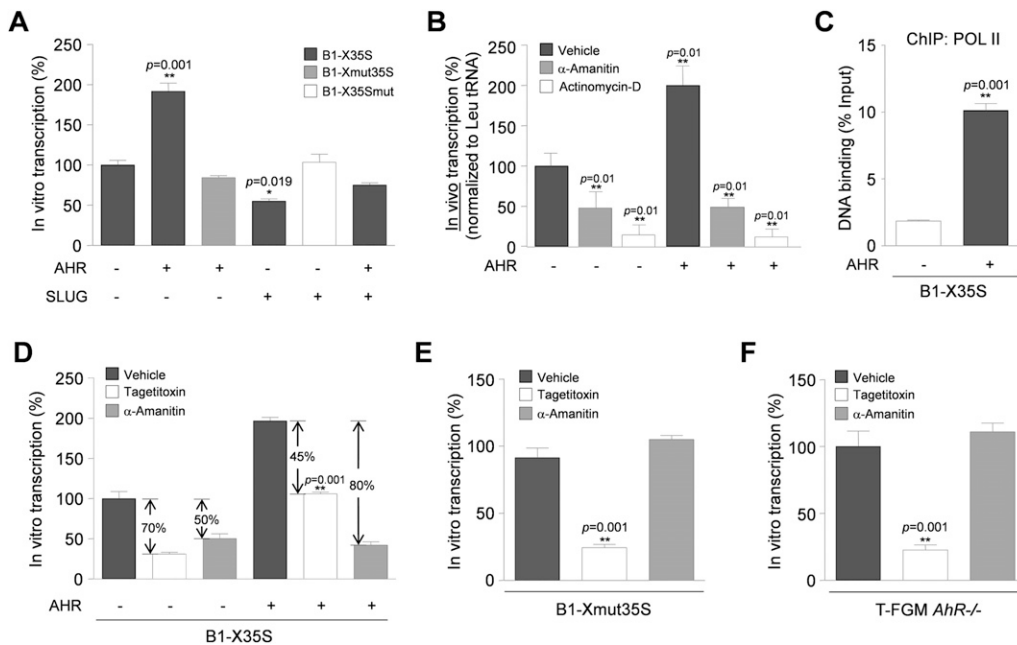 A
In vitro transcription (%)
250
200
150
100
50
0
p=0.001
**
p=0.019
*
B1-X35S
B1-Xmut35S
B1-X35Smut
AHR - + + - - +
SLUG - - - + + +
B
In vivo transcription (%)
(normalized to Leu tRNA)
250
200
150
100
50
0
Vehicle
α-Amanitin
Actinomycin-D
p=0.01
**
p=0.01
**
p=0.01
**
p=0.01
**
p=0.01
**
AHR - - - + + +
C
ChIP: POL II
DNA binding (% Input)
15
10
5
0
p=0.001
**
AHR - +
B1-X35S
D
Vehicle
Tagetitoxin
α-Amanitin
In vitro transcription (%)
250
200
150
100
50
0
70%
50%
45%
p=0.001
**
80%
AHR - - - + + +
B1-X35S
E
Vehicle
Tagetitoxin
α-Amanitin
In vitro transcription (%)
150
100
50
0
p=0.001
**
B1-Xmut35S
F
Vehicle
Tagetitoxin
α-Amanitin
In vitro transcription (%)
150
100
50
0
p=0.001
**
T-FGM AhR-/-